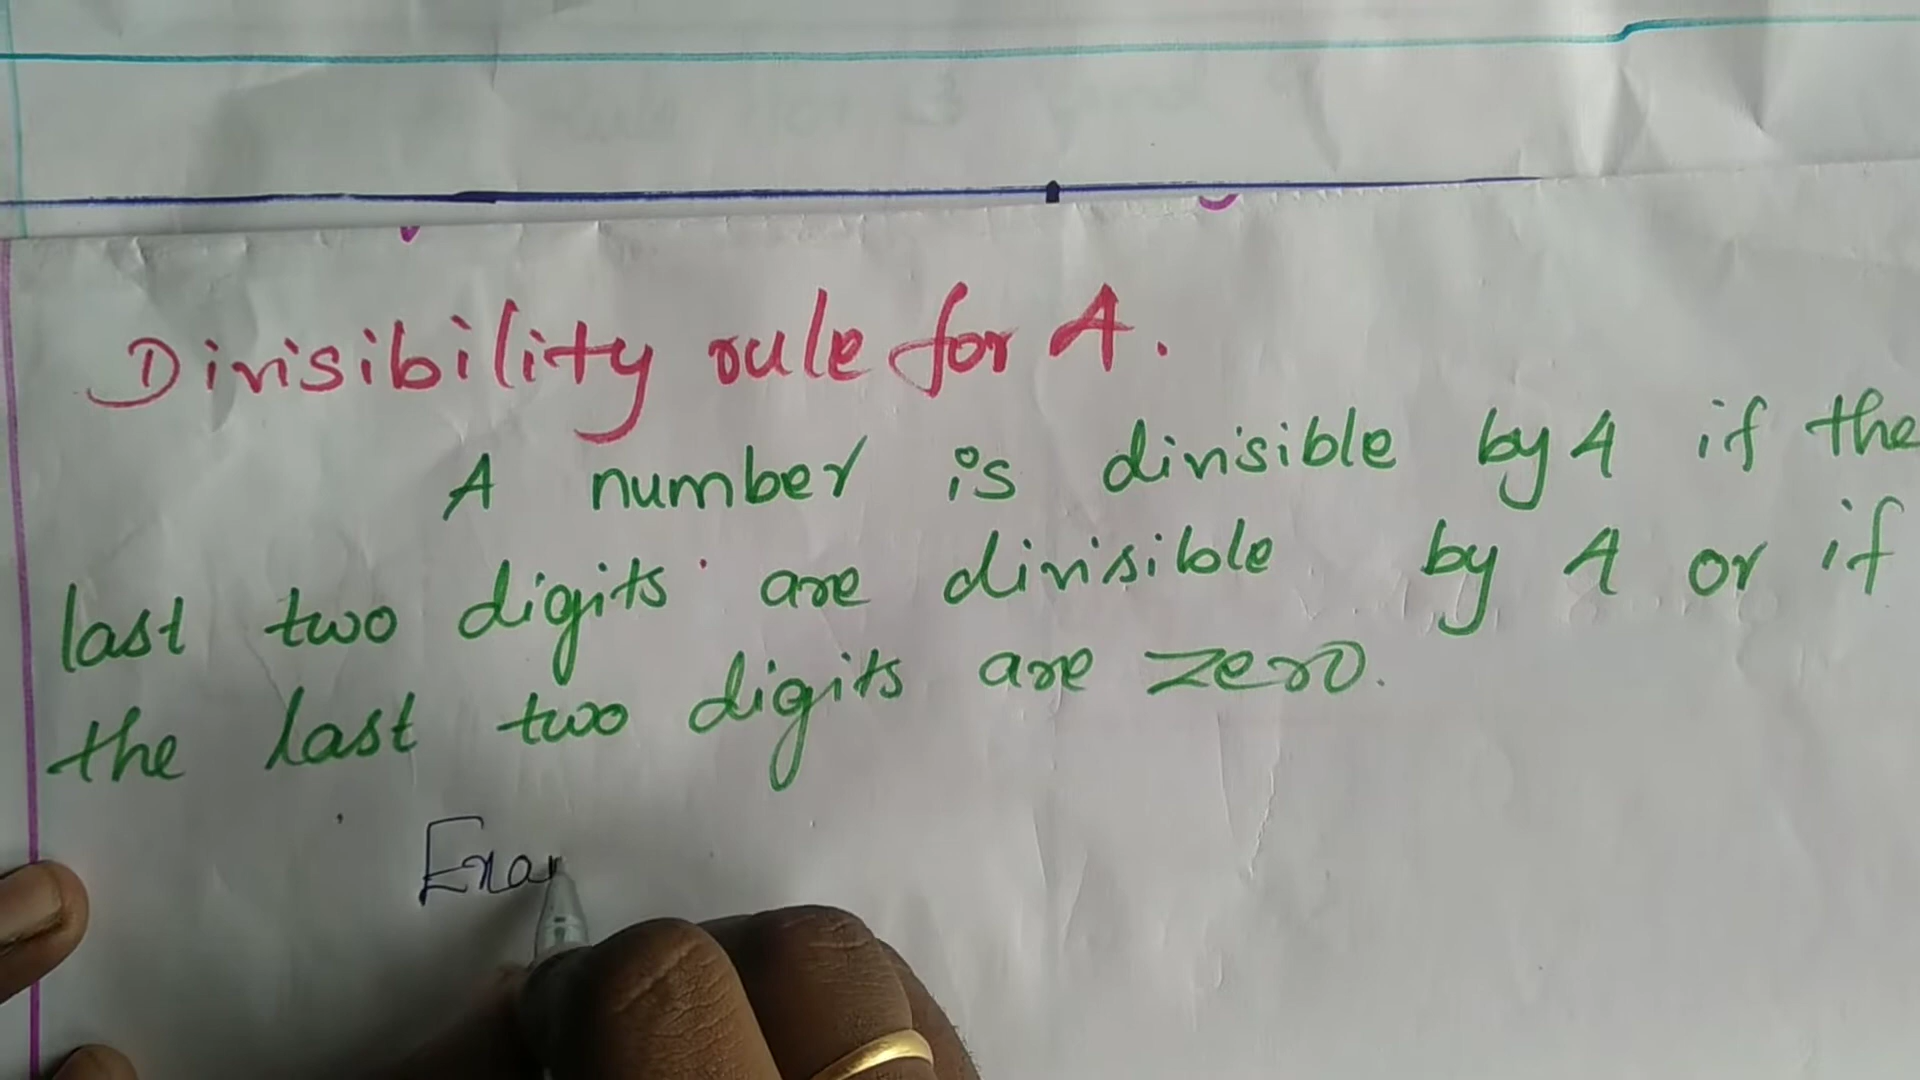 Divisibility rule for 4.
A number is divisible by 4 if the
last two digits are divisible by 4 or if
the last two digits are zero.
Exam